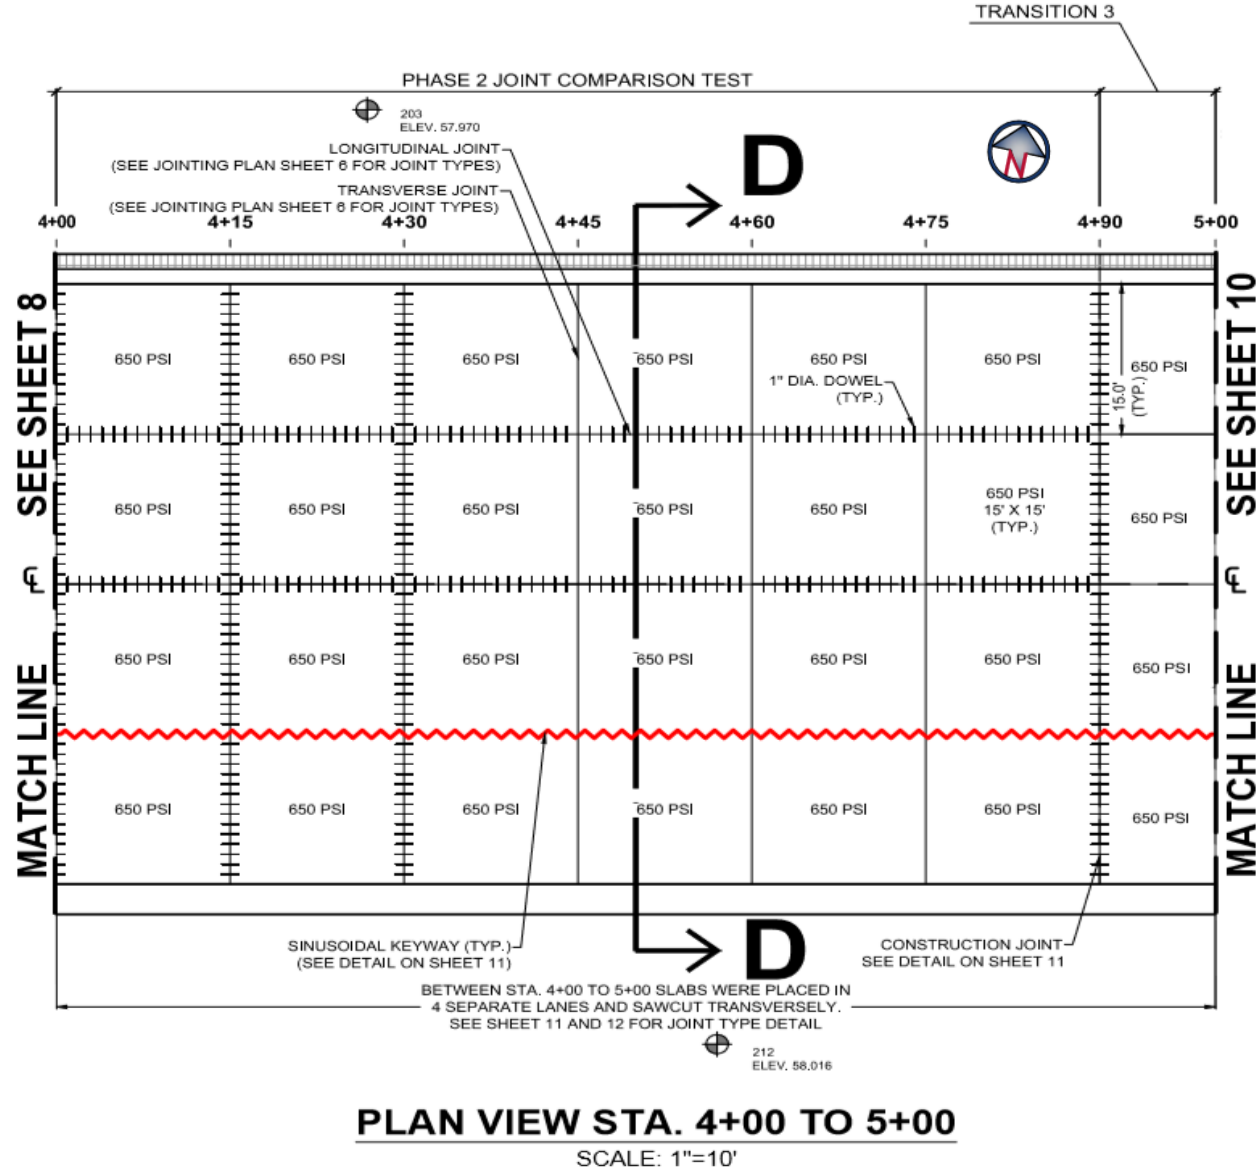 TRANSITION 3
PHASE 2 JOINT COMPARISON TEST
203
ELEV. 57.970
LONGITUDINAL JOINT
(SEE JOINTING PLAN SHEET 6 FOR JOINT TYPES)
TRANSVERSE JOINT
(SEE JOINTING PLAN SHEET 6 FOR JOINT TYPES)
D
N
4+00 4+15 4+30 4+45 4+60 4+75 4+90 5+00
MATCH LINE ℄ SEE SHEET 8
MATCH LINE ℄ SEE SHEET 10
650 PSI 650 PSI 650 PSI 650 PSI 650 PSI 650 PSI 650 PSI
1" DIA. DOWEL
(TYP.)
15.0'
(TYP.)
650 PSI 650 PSI 650 PSI 650 PSI 650 PSI 650 PSI 650 PSI
15' X 15'
(TYP.)
650 PSI 650 PSI 650 PSI 650 PSI 650 PSI 650 PSI 650 PSI
650 PSI 650 PSI 650 PSI 650 PSI 650 PSI 650 PSI 650 PSI
SINUSOIDAL KEYWAY (TYP.)
(SEE DETAIL ON SHEET 11)
D
CONSTRUCTION JOINT
SEE DETAIL ON SHEET 11
BETWEEN STA. 4+00 TO 5+00 SLABS WERE PLACED IN
4 SEPARATE LANES AND SAWCUT TRANSVERSELY.
SEE SHEET 11 AND 12 FOR JOINT TYPE DETAIL
212
ELEV. 58.016
PLAN VIEW STA. 4+00 TO 5+00
SCALE: 1"=10'